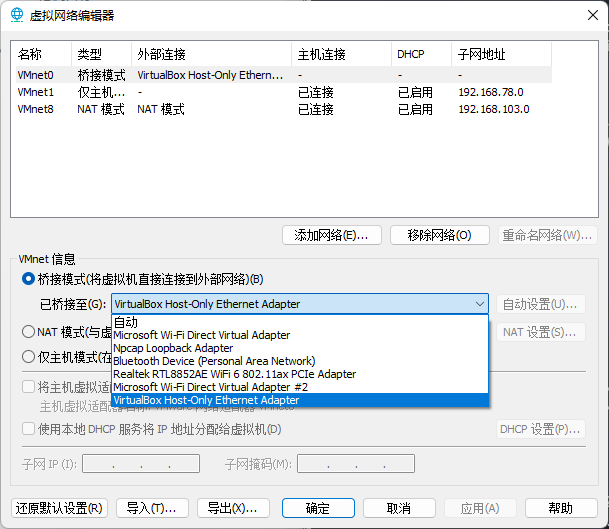 虚拟网络编辑器
名称 类型 外部连接 主机连接 DHCP 子网地址
VMnet0 桥接模式 VirtualBox Host-Only Ethern... - - -
VMnet1 仅主机... - 已连接 已启用 192.168.78.0
VMnet8 NAT 模式 NAT 模式 已连接 已启用 192.168.103.0
添加网络(E)... 移除网络(O) 重命名网络(W)...
VMnet 信息
桥接模式(将虚拟机直接连接到外部网络)(B)
已桥接至(G): VirtualBox Host-Only Ethernet Adapter 自动设置(U)...
自动
NAT 模式(与虚 Microsoft Wi-Fi Direct Virtual Adapter NAT 设置(S)...
Npcap Loopback Adapter
仅主机模式(在 Bluetooth Device (Personal Area Network)
Realtek RTL8852AE WiFi 6 802.11ax PCIe Adapter
将主机虚拟适 Microsoft Wi-Fi Direct Virtual Adapter #2
VirtualBox Host-Only Ethernet Adapter
主机虚拟适配器名称: VMware 网络适配器 VMnet0
使用本地 DHCP 服务将 IP 地址分配给虚拟机(D) DHCP 设置(P)...
子网 IP (I): . . . 子网掩码(M): . . .
还原默认设置(R) 导入(T)... 导出(X)... 确定 取消 应用(A) 帮助